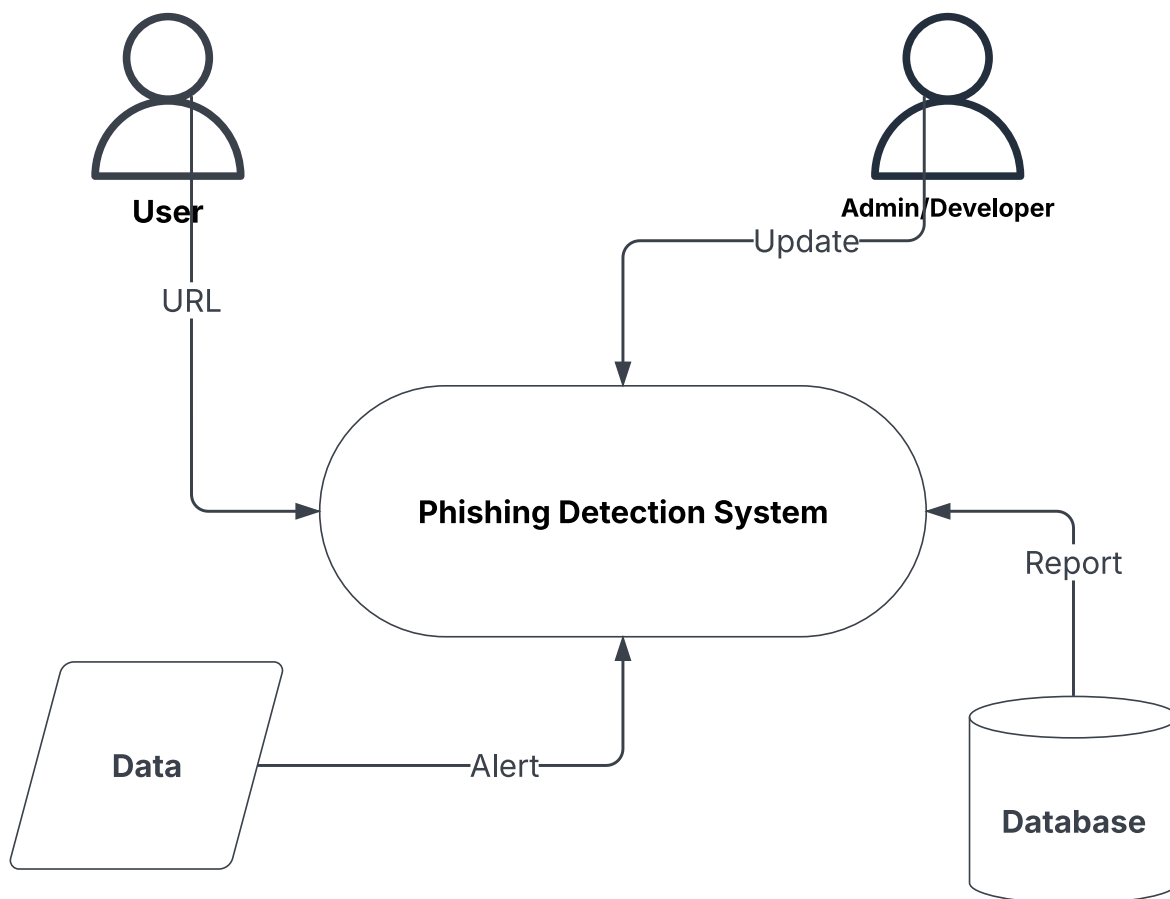 User
Admin/Developer
Update
URL
Phishing Detection System
Report
Data
Alert
Database